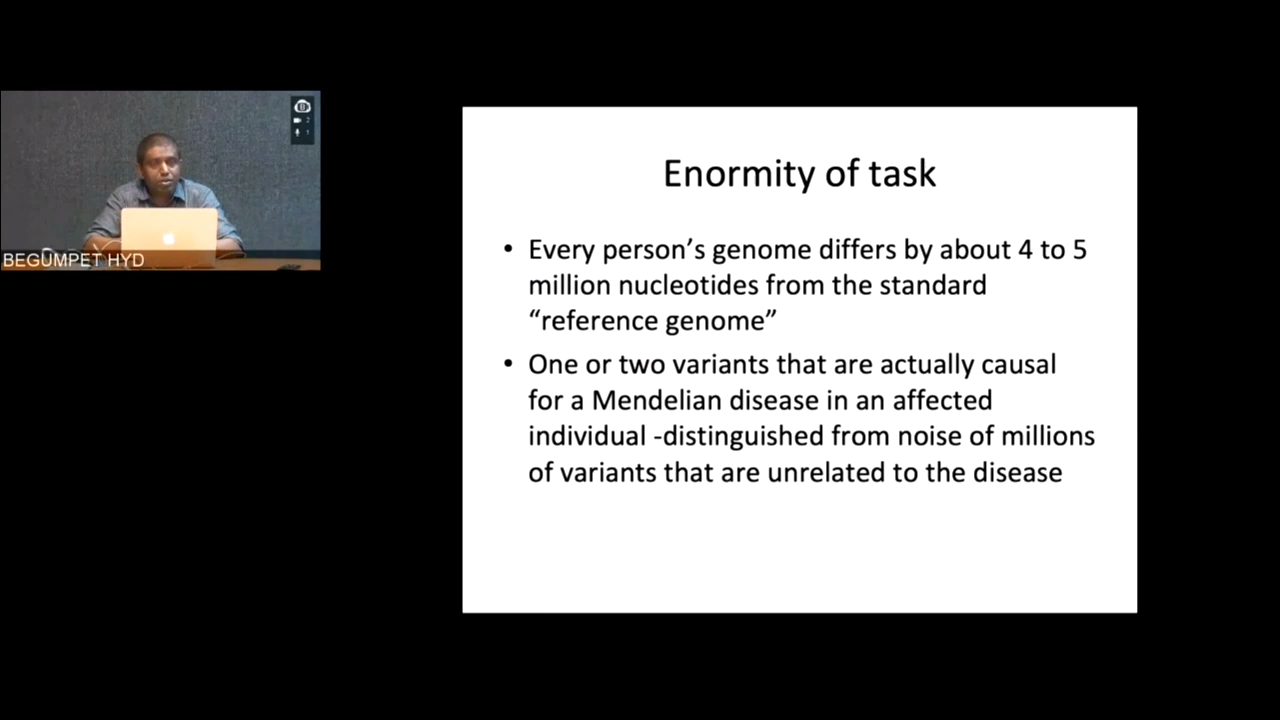 BEGUMPET HYD
Enormity of task
• Every person’s genome differs by about 4 to 5
million nucleotides from the standard
“reference genome”
• One or two variants that are actually causal
for a Mendelian disease in an affected
individual -distinguished from noise of millions
of variants that are unrelated to the disease